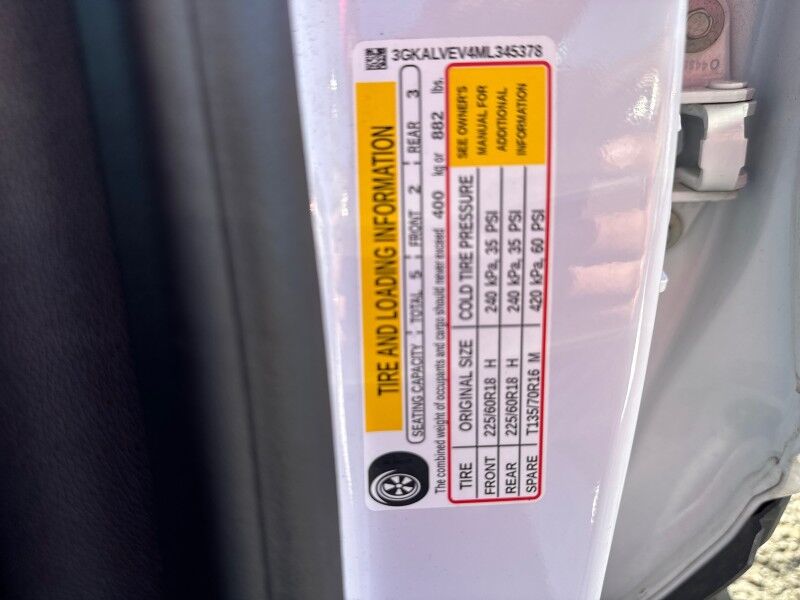 3GKALVEV4ML345378
TIRE AND LOADING INFORMATION
SEATING CAPACITY TOTAL 5 FRONT 2 REAR 3
The combined weight of occupants and cargo should never exceed 400 kg or 882 lbs.
TIRE ORIGINAL SIZE COLD TIRE PRESSURE
FRONT 225/60R18 H 240 kPa, 35 PSI
REAR 225/60R18 H 240 kPa, 35 PSI
SPARE T135/70R16 M 420 kPa, 60 PSI
SEE OWNER'S
MANUAL FOR
ADDITIONAL
INFORMATION